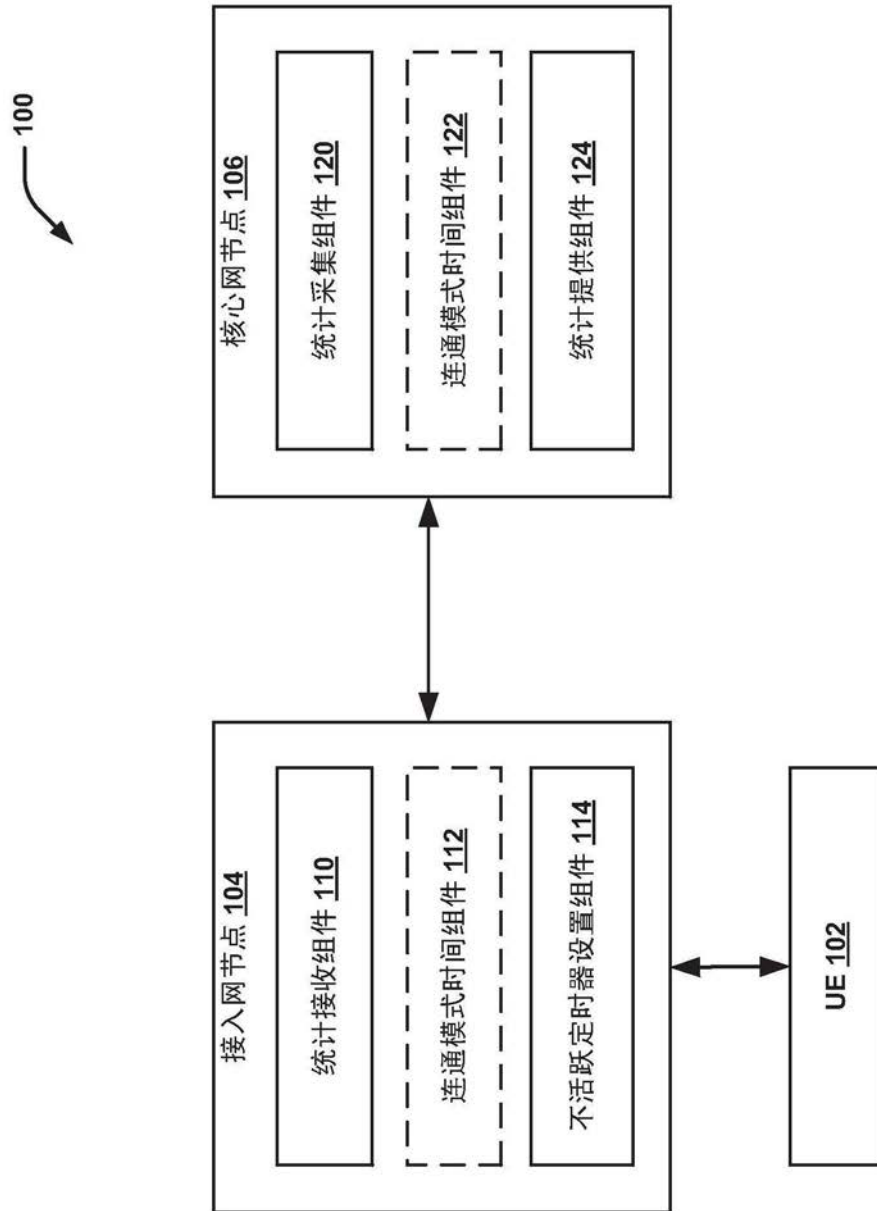 100
接入网节点 104
统计接收组件 110
连通模式时间组件 112
不活跃定时器设置组件 114
UE 102
核心网节点 106
统计采集组件 120
连通模式时间组件 122
统计提供组件 124